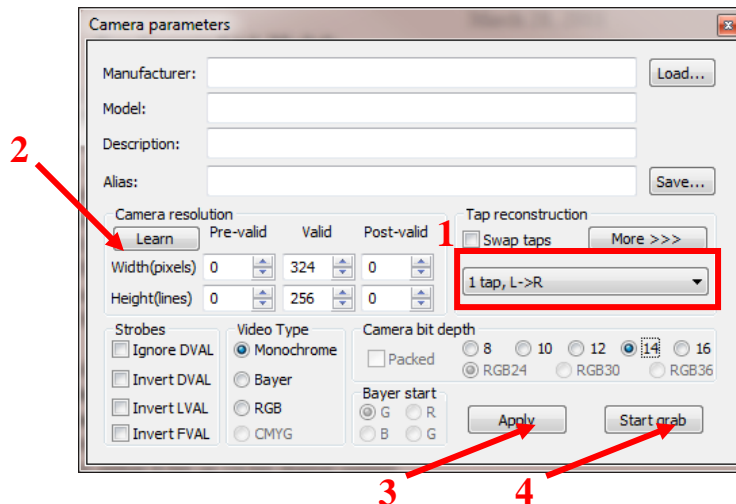 Camera parameters
Manufacturer: Load...
Model:
Description:
2
Alias: Save...
Camera resolution Tap reconstruction
Learn Pre-valid Valid Post-valid 1 Swap taps More >>>
Width(pixels) 0 324 0 1 tap, L->R
Height(lines) 0 256 0
Strobes Video Type Camera bit depth
Ignore DVAL Monochrome Packed 8 10 12 14 16
RGB24 RGB30 RGB36
Invert DVAL Bayer Bayer start
Invert LVAL RGB G R Apply Start grab
Invert FVAL CMYG B G
3 4